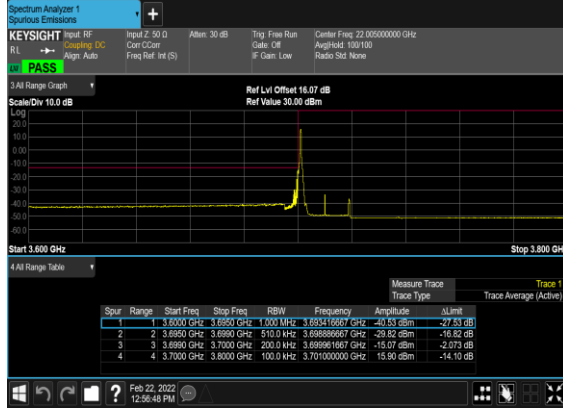 Spectrum Analyzer 1
Spurious Emissions
+
KEYSIGHT Input: RF Input Z: 50 Ω Atten: 30 dB Trig: Free Run Center Freq: 22.005000000 GHz
RL Coupling: DC Corr CCorr Gate: Off Avg|Hold: 100/100
Align: Auto Freq Ref: Int (S) IF Gain: Low Radio Std: None
PASS
3 All Range Graph
Ref Lvl Offset 16.07 dB
Scale/Div 10.0 dB Ref Value 30.00 dBm
Log
20.0
10.0
0.00
-10.0
-20.0
-30.0
-40.0
-50.0
-60.0
Start 3.600 GHz Stop 3.800 GH
4 All Range Table
Measure Trace Trace 1
Trace Type Trace Average (Active)
Spur Range Start Freq Stop Freq RBW Frequency Amplitude ΔLimit
1 1 3.6000 GHz 3.6950 GHz 1.000 MHz 3.693416667 GHz -40.53 dBm -27.53 dB
2 2 3.6950 GHz 3.6990 GHz 510.0 kHz 3.698886667 GHz -29.82 dBm -16.82 dB
3 3 3.6990 GHz 3.7000 GHz 200.0 kHz 3.699961667 GHz -15.07 dBm -2.073 dB
4 4 3.7000 GHz 3.8000 GHz 100.0 kHz 3.701000000 GHz 15.90 dBm -14.10 dB
? Feb 22, 2022
12:56:48 PM